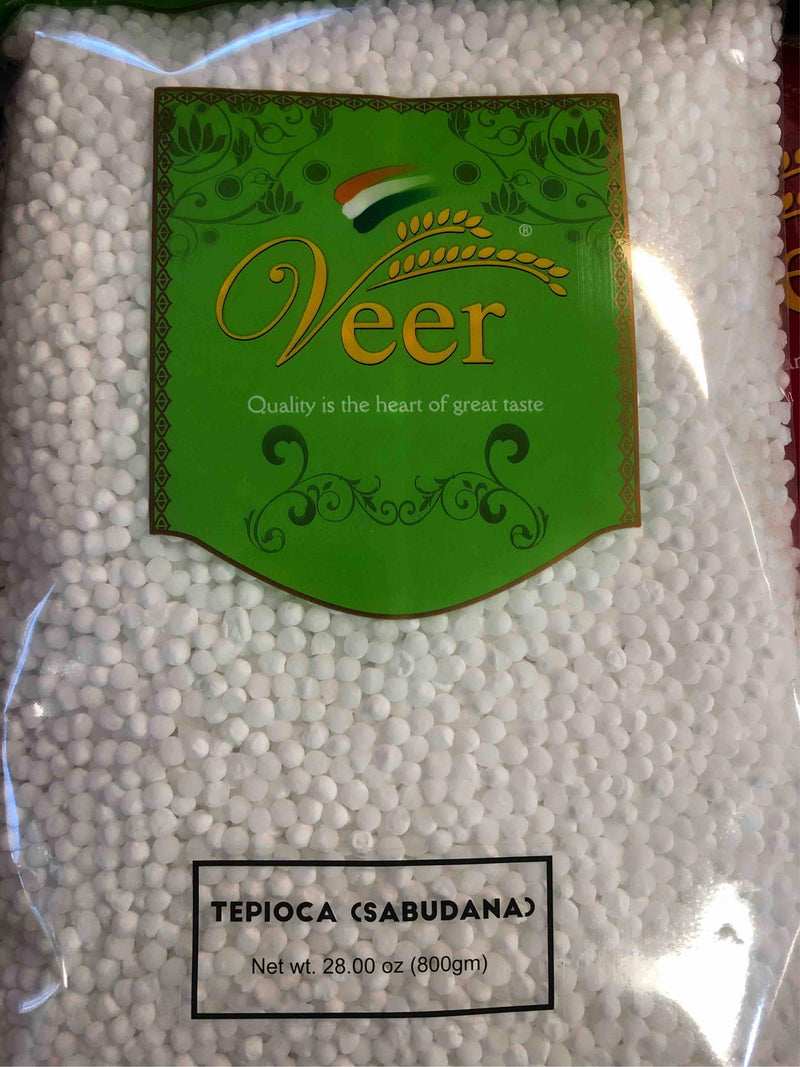 Veer ®
Quality is the heart of great taste
TEPIOCA (SABUDANA)
Net wt. 28.00 oz (800gm)